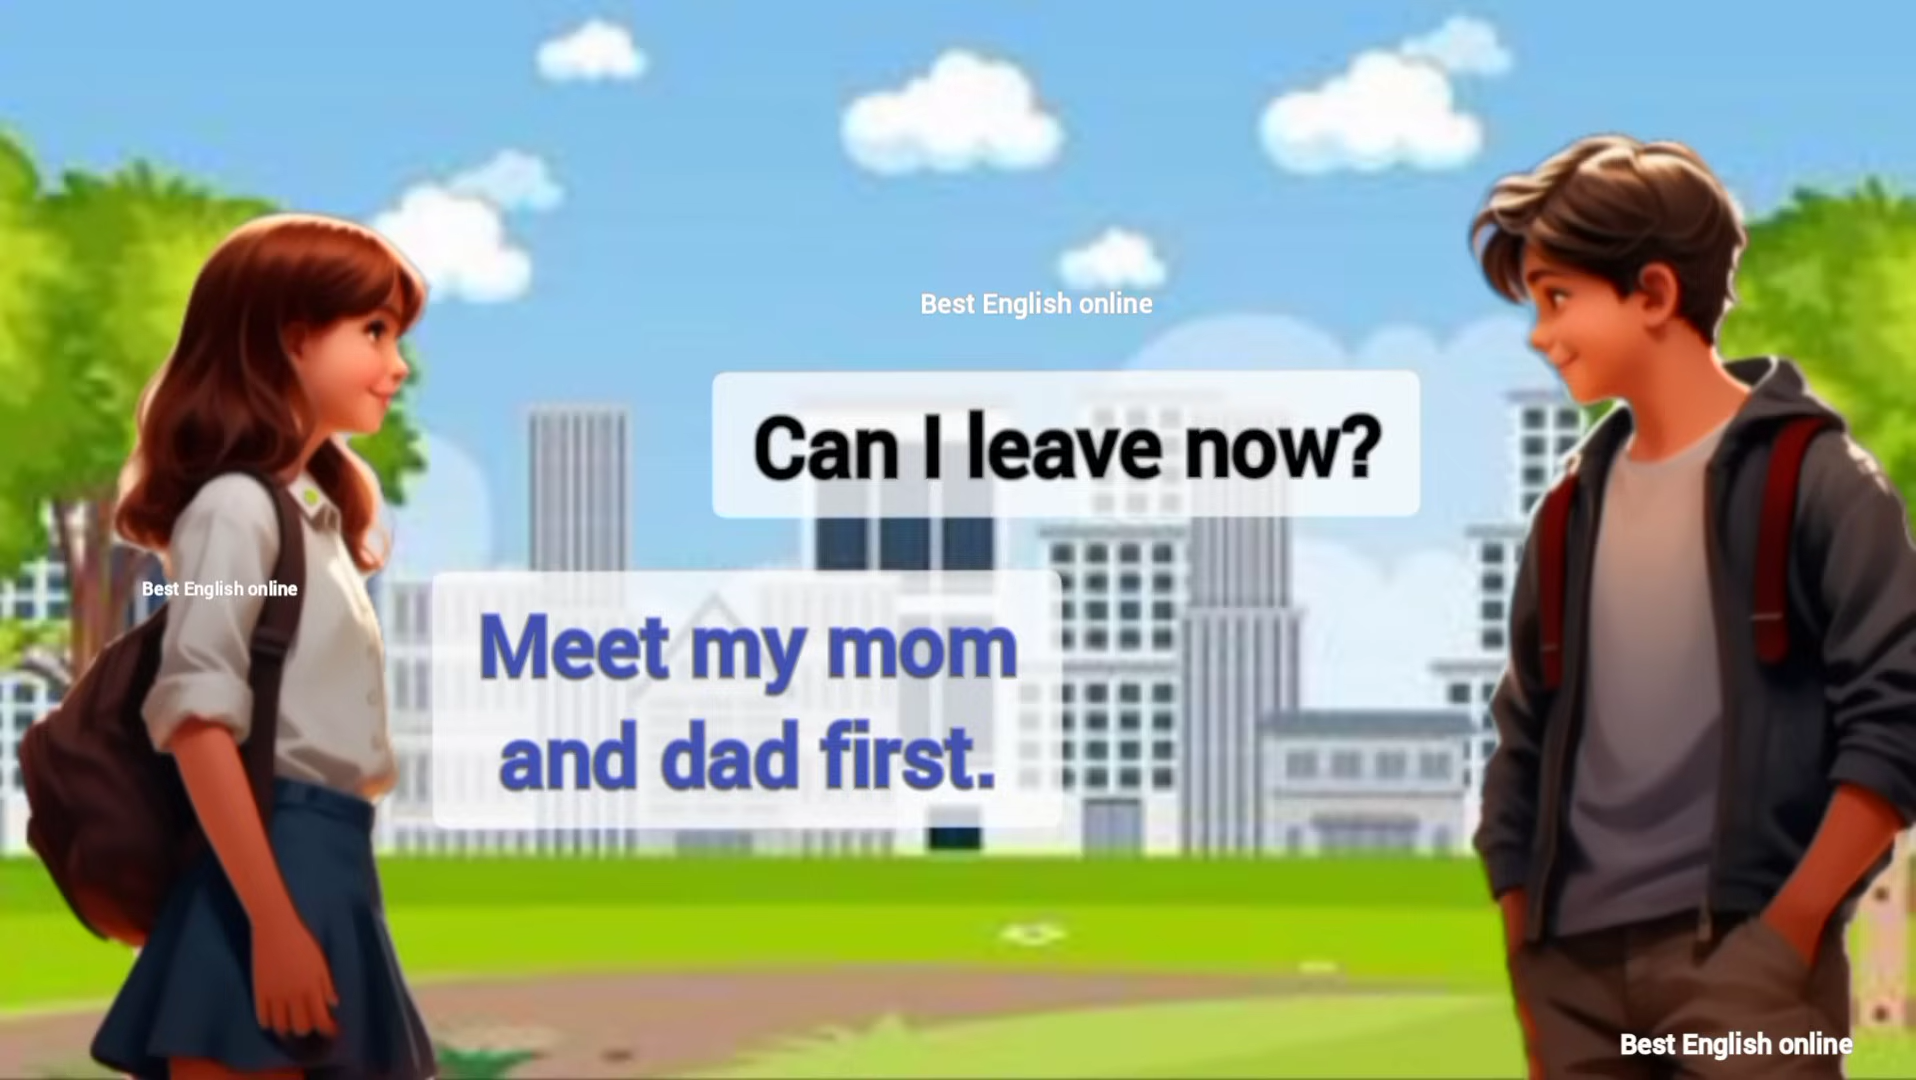 Best English online
Can I leave now?
Best English online
Meet my mom
and dad first.
Best English online